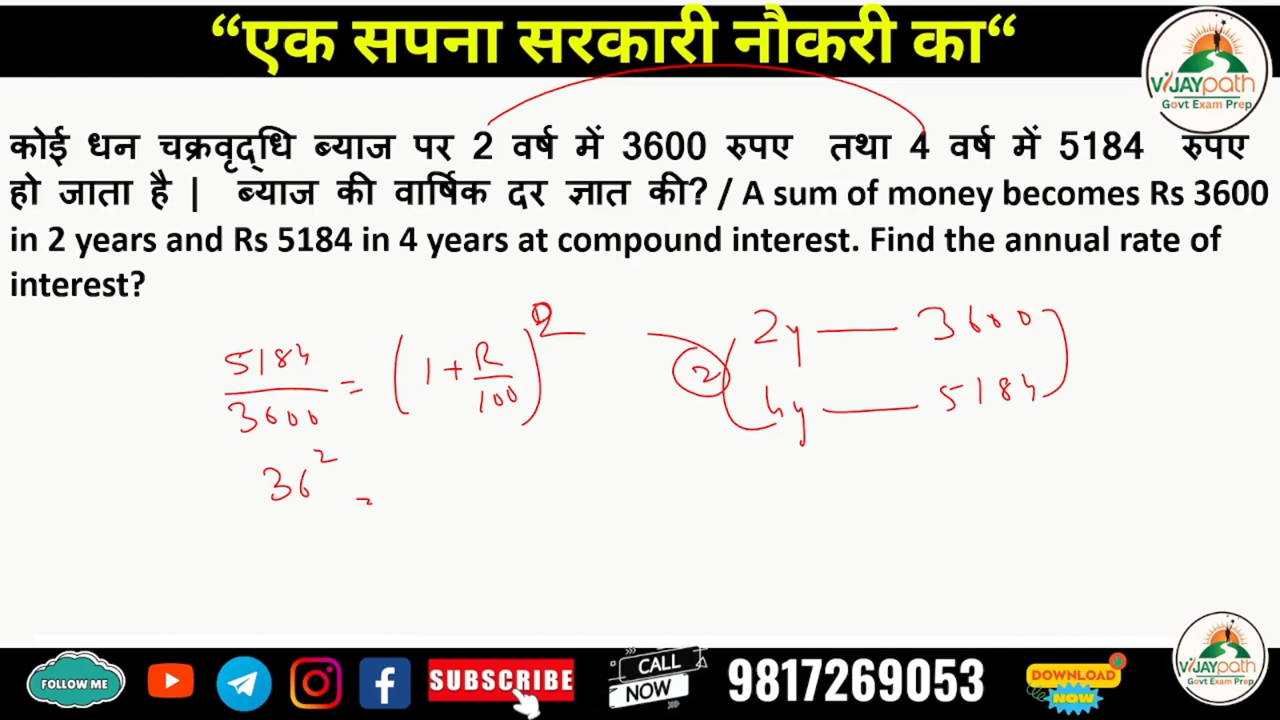 “एक सपना सरकारी नौकरी का“
VIJAYpath
Govt Exam Prep
कोई धन चक्रवृद्धि ब्याज पर 2 वर्ष में 3600 रुपए तथा 4 वर्ष में 5184 रुपए
हो जाता है | ब्याज की वार्षिक दर ज्ञात की? / A sum of money becomes Rs 3600
in 2 years and Rs 5184 in 4 years at compound interest. Find the annual rate of
interest?
5184/3600 = (1 + R/100)^2
2y — 3600
② 4y — 5184
36^2 =
VIJAYpath
Govt Exam Prep
FOLLOW ME
SUBSCRIBE
CALL
NOW
9817269053
DOWNLOAD
NOW